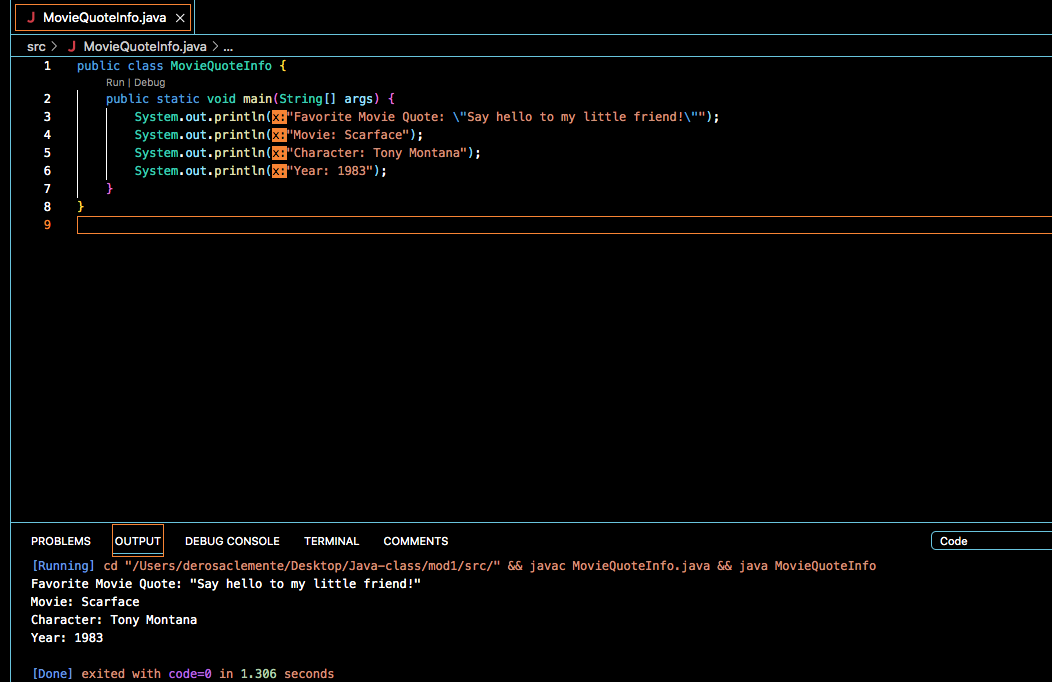 J MovieQuoteInfo.java ×
src > J MovieQuoteInfo.java > ...
1 public class MovieQuoteInfo {
Run | Debug
2 public static void main(String[] args) {
3 System.out.println(x:"Favorite Movie Quote: \"Say hello to my little friend!\"");
4 System.out.println(x:"Movie: Scarface");
5 System.out.println(x:"Character: Tony Montana");
6 System.out.println(x:"Year: 1983");
7 }
8 }
9
PROBLEMS OUTPUT DEBUG CONSOLE TERMINAL COMMENTS Code
[Running] cd "/Users/derosaclemente/Desktop/Java-class/mod1/src/" && javac MovieQuoteInfo.java && java MovieQuoteInfo
Favorite Movie Quote: "Say hello to my little friend!"
Movie: Scarface
Character: Tony Montana
Year: 1983
[Done] exited with code=0 in 1.306 seconds